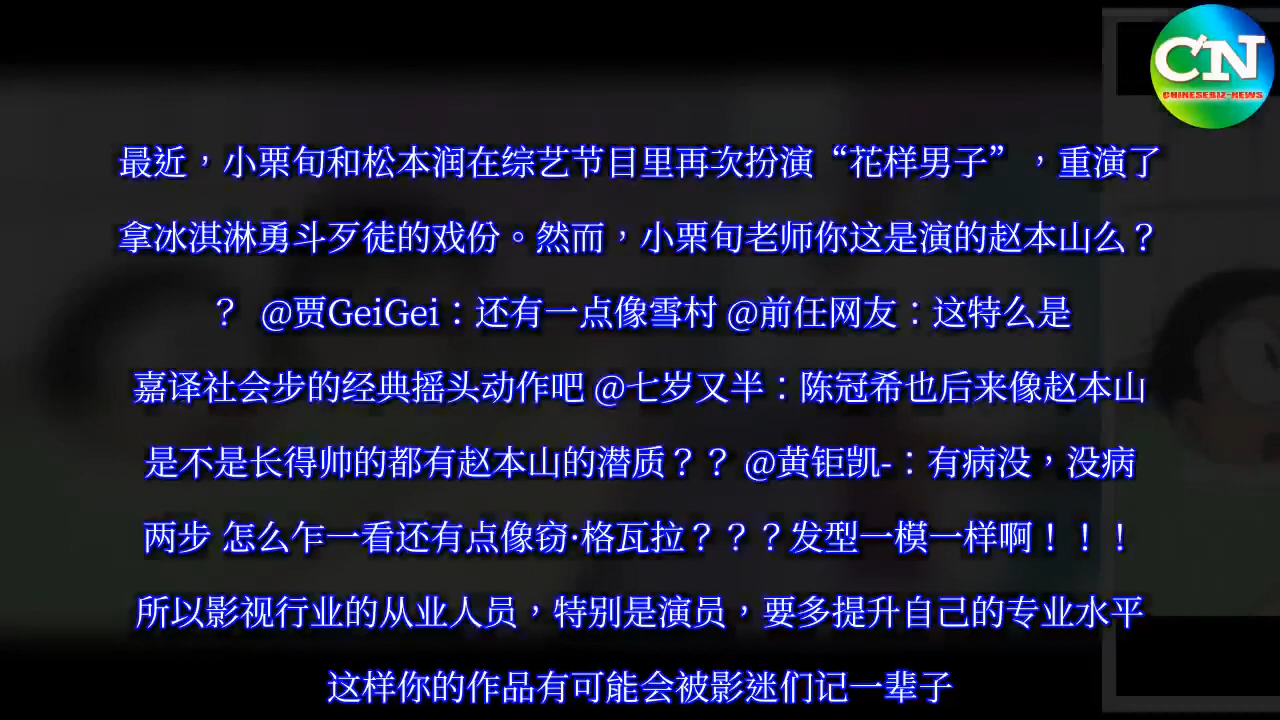 CN
CHINESEBIZ-NEWS
最近，小栗旬和松本润在综艺节目里再次扮演“花样男子”，重演了
拿冰淇淋勇斗歹徒的戏份。然而，小栗旬老师你这是演的赵本山么？
？ @贾GeiGei：还有一点像雪村 @前任网友：这特么是
嘉译社会步的经典摇头动作吧 @七岁又半：陈冠希也后来像赵本山
是不是长得帅的都有赵本山的潜质？？ @黄钜凯-：有病没，没病
两步 怎么乍一看还有点像窃·格瓦拉？？？发型一模一样啊！！！
所以影视行业的从业人员，特别是演员，要多提升自己的专业水平
这样你的作品有可能会被影迷们记一辈子